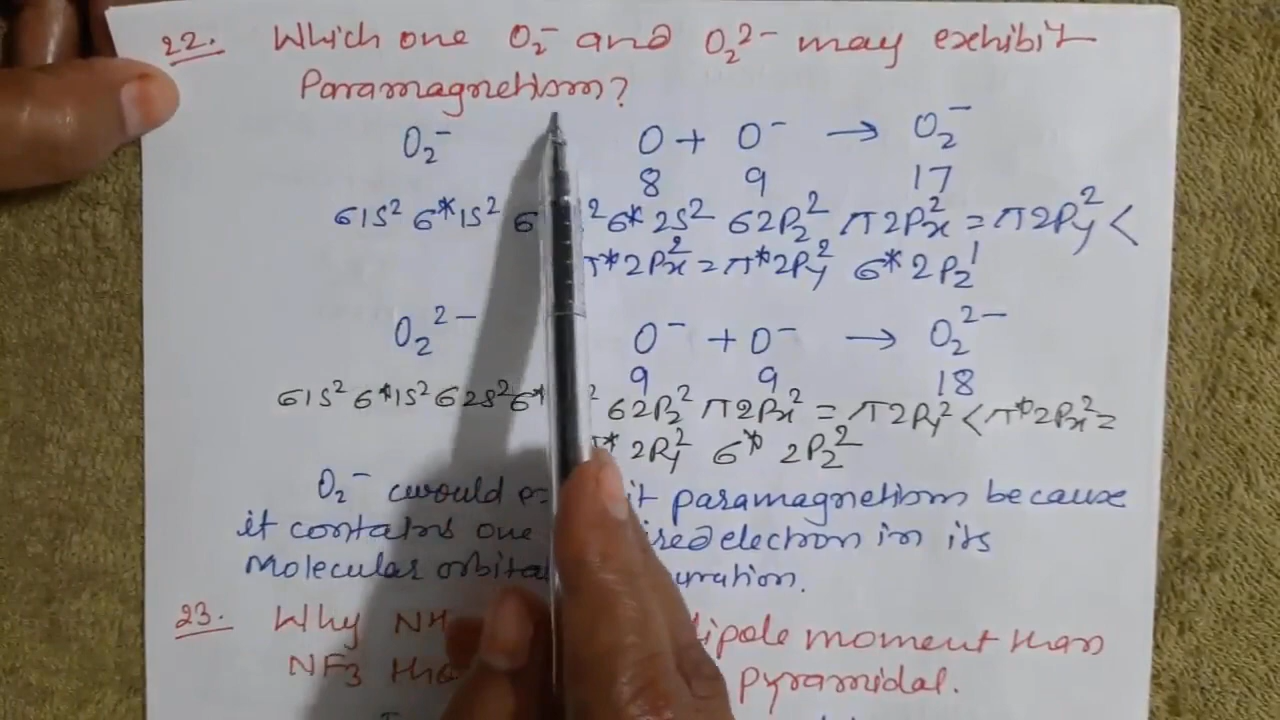 22. Which one O₂⁻ and O₂²⁻ may exhibit
Paramagnetism?
O₂⁻ O + O⁻ → O₂⁻
8 9 17
σ1s² σ*1s² σ ² σ*2s² σ2Pz² π2Px² = π2Py² <
π*2Px² = π*2Py² σ*2Pz¹
O₂²⁻ O⁻ + O⁻ → O₂²⁻
9 9 18
σ1s² σ*1s² σ2s² σ* ² σ2Pz² π2Px² = π2Py² < π*2Px² =
π*2Py² σ*2Pz²
O₂⁻ would paramagnetism because
it contains one electron in its
Molecular
23. Why dipole moment than
NF₃ pyramidal.